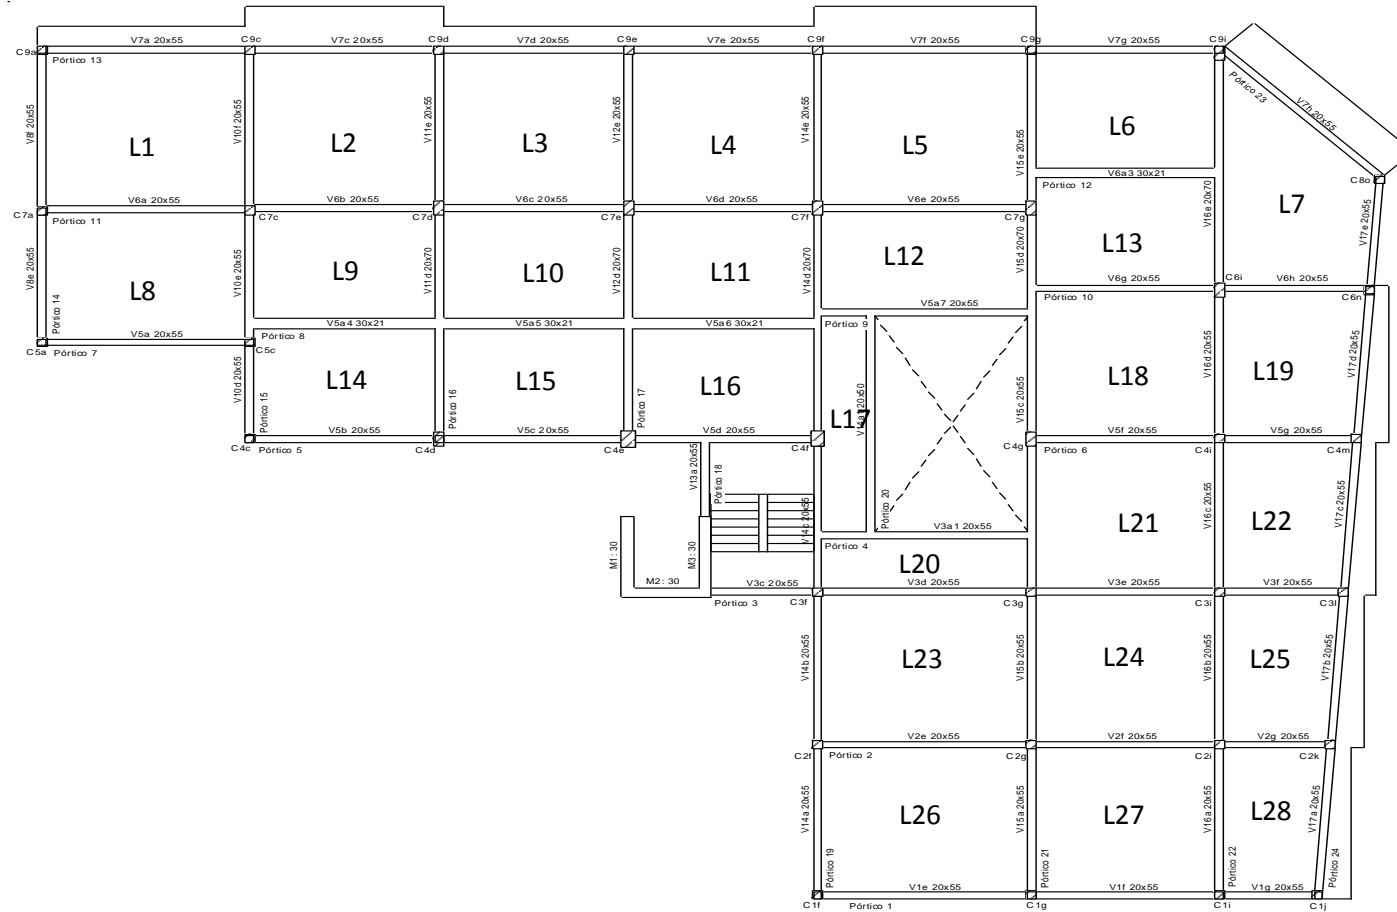 V7a 20x55
V7c 20x55
V7d 20x55
V7e 20x55
V7f 20x55
V7g 20x55
C9a
C9c
C9d
C9e
C9f
C9g
C9i
Pórtico 13
Pórtico 23
V7h 20x55
V8f 20x55
V10f 20x55
V11e 20x55
V12e 20x55
V14e 20x55
V15e 20x55
L1
L2
L3
L4
L5
L6
V6a3 30x21
C8o
Pórtico 12
V16e 20x70
L7
V17e 20x55
V6a 20x55
V6b 20x55
V6c 20x55
V6d 20x55
V6e 20x55
C7a
Pórtico 11
C7c
C7d
C7e
C7f
C7g
L8
L9
L10
L11
L12
L13
V8e 20x55
V10e 20x55
V11d 20x70
V12d 20x70
V14d 20x70
V15d 20x70
V6g 20x55
C6i
V6h 20x55
C6n
Pórtico 10
Pórtico 14
V5a7 20x55
V5a 20x55
V5a4 30x21
V5a5 30x21
V5a6 30x21
Pórtico 9
C5a
Pórtico 7
Pórtico 8
C5c
L14
L15
L16
L17
L18
L19
V10d 20x55
Pórtico 15
Pórtico 16
Pórtico 17
V15c 20x55
V16d 20x55
V17d 20x55
V5b 20x55
V5c 20x55
V5d 20x55
V5f 20x55
V5g 20x55
C4c
Pórtico 5
C4d
C4e
C4f
C4g
Pórtico 6
C4i
C4m
V13a 20x55
Pórtico 18
V14c 20x55
Pórtico 20
V3a1 20x55
L21
L22
V16c 20x55
V17c 20x55
Pórtico 4
L20
M1: 30
M2: 30
M3: 30
V3c 20x55
V3d 20x55
V3e 20x55
V3f 20x55
Pórtico 3
C3f
C3g
C3i
C3l
L23
L24
L25
V14b 20x55
V15b 20x55
V16b 20x55
V17b 20x55
V2e 20x55
V2f 20x55
V2g 20x55
C2f
Pórtico 2
C2g
C2i
C2k
L26
L27
L28
V14a 20x55
V15a 20x55
V16a 20x55
V17a 20x55
Pórtico 19
Pórtico 21
Pórtico 22
Pórtico 24
V1e 20x55
V1f 20x55
V1g 20x55
C1f
Pórtico 1
C1g
C1i
C1j